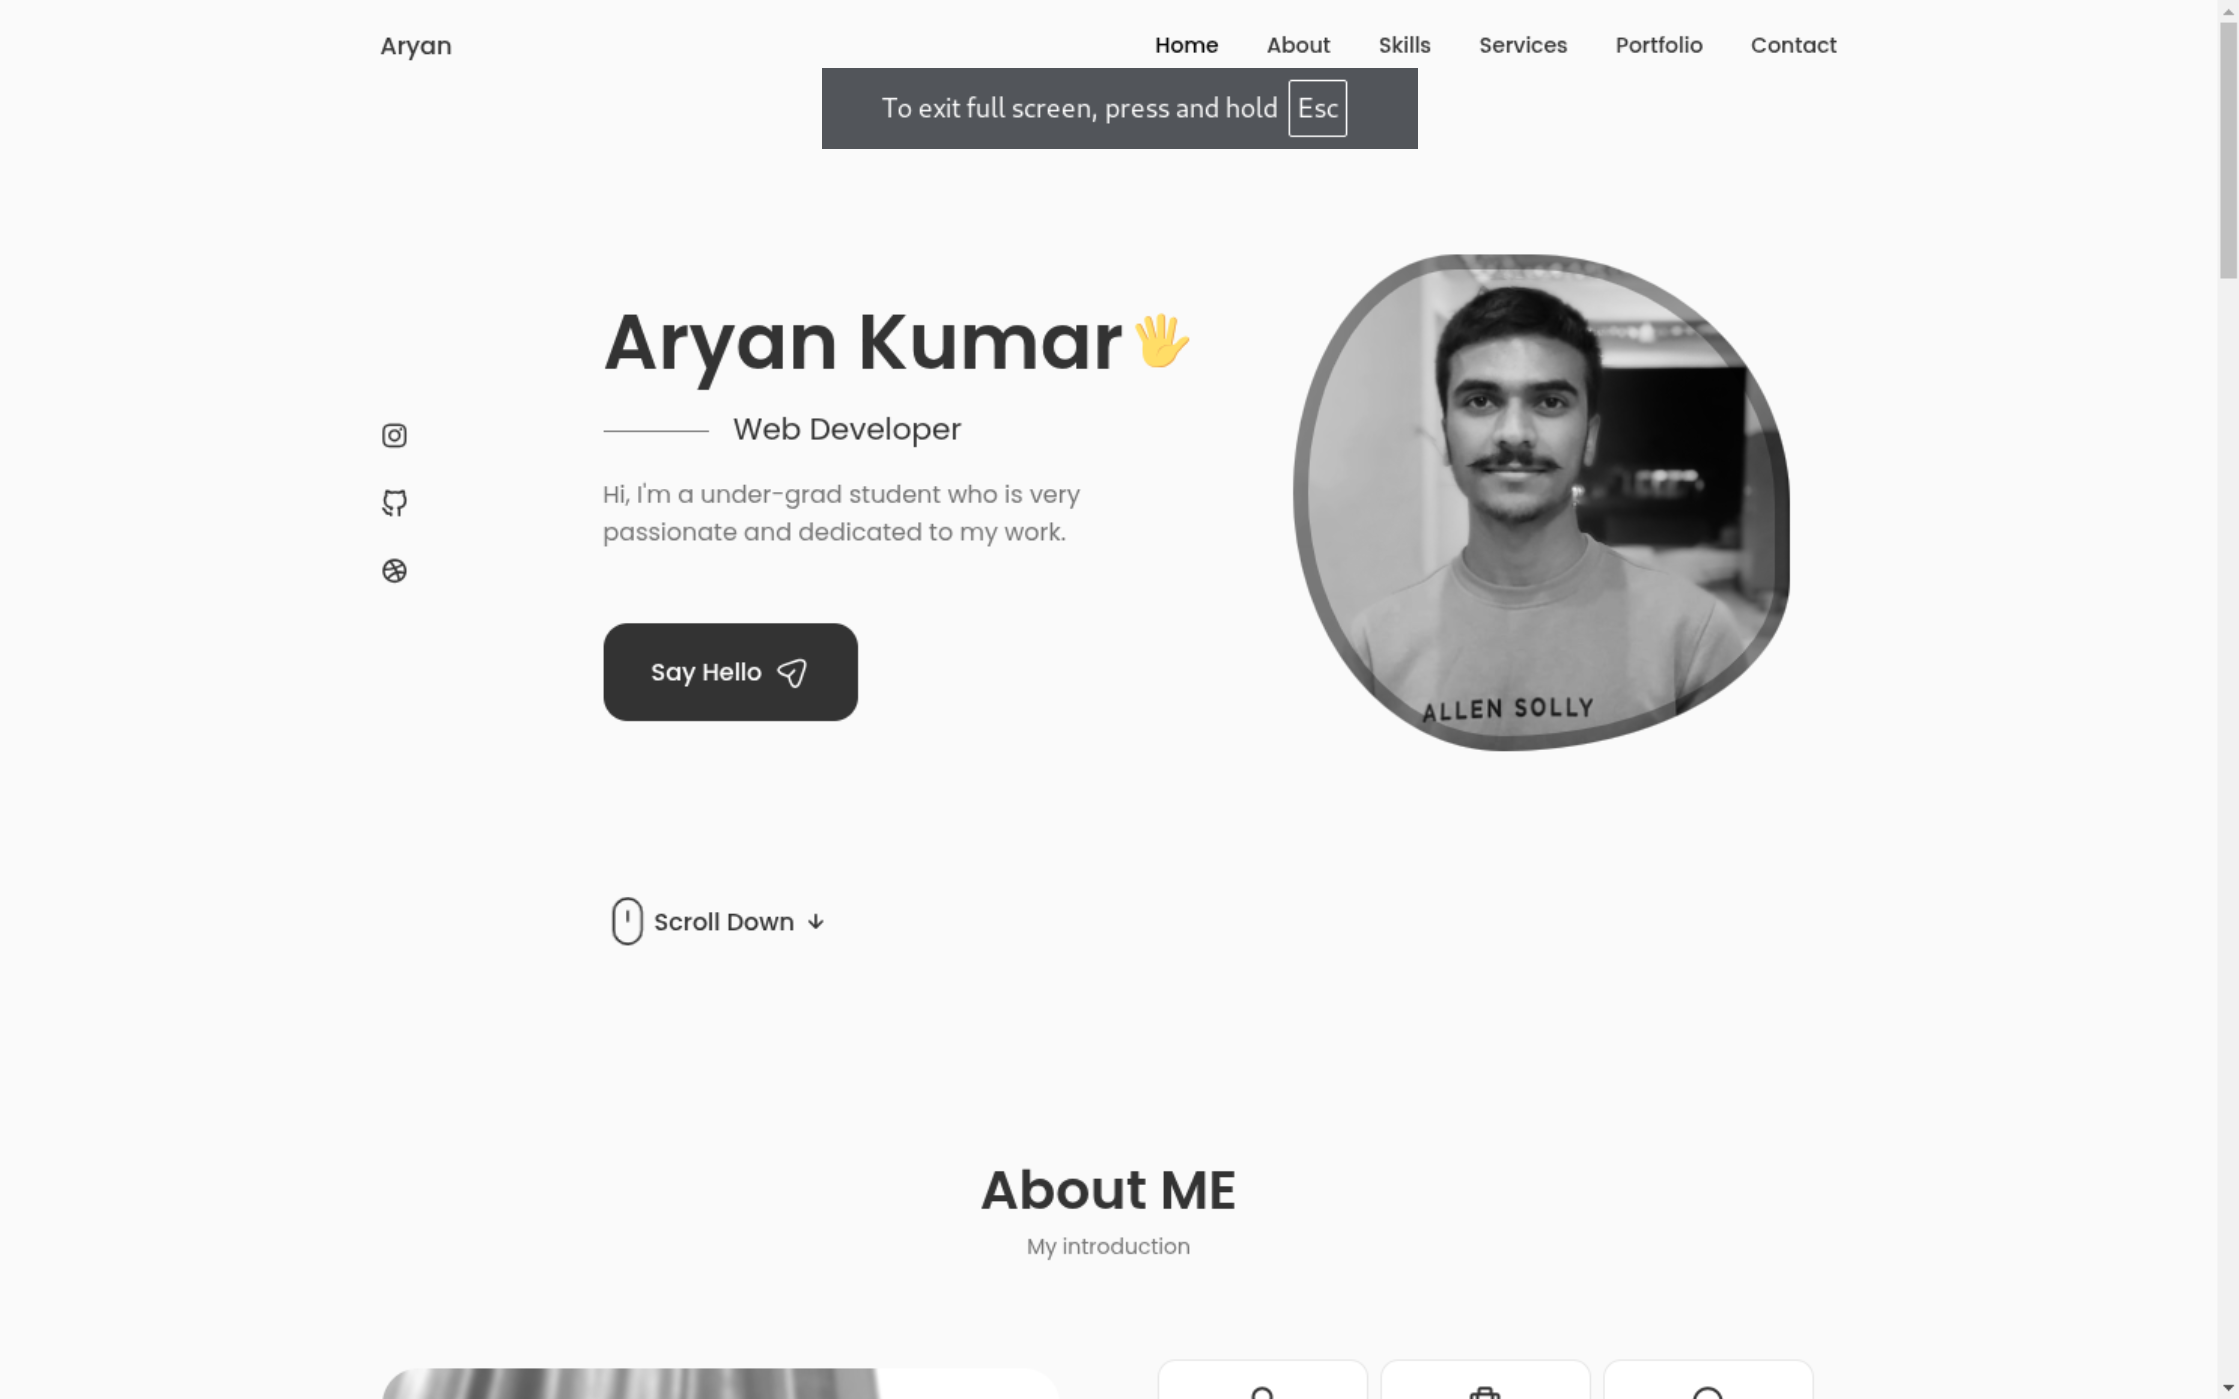 Aryan
Home About Skills Services Portfolio Contact
To exit full screen, press and hold Esc
Aryan Kumar
Web Developer
Hi, I'm a under-grad student who is very
passionate and dedicated to my work.
Say Hello
ALLEN SOLLY
Scroll Down
About ME
My introduction